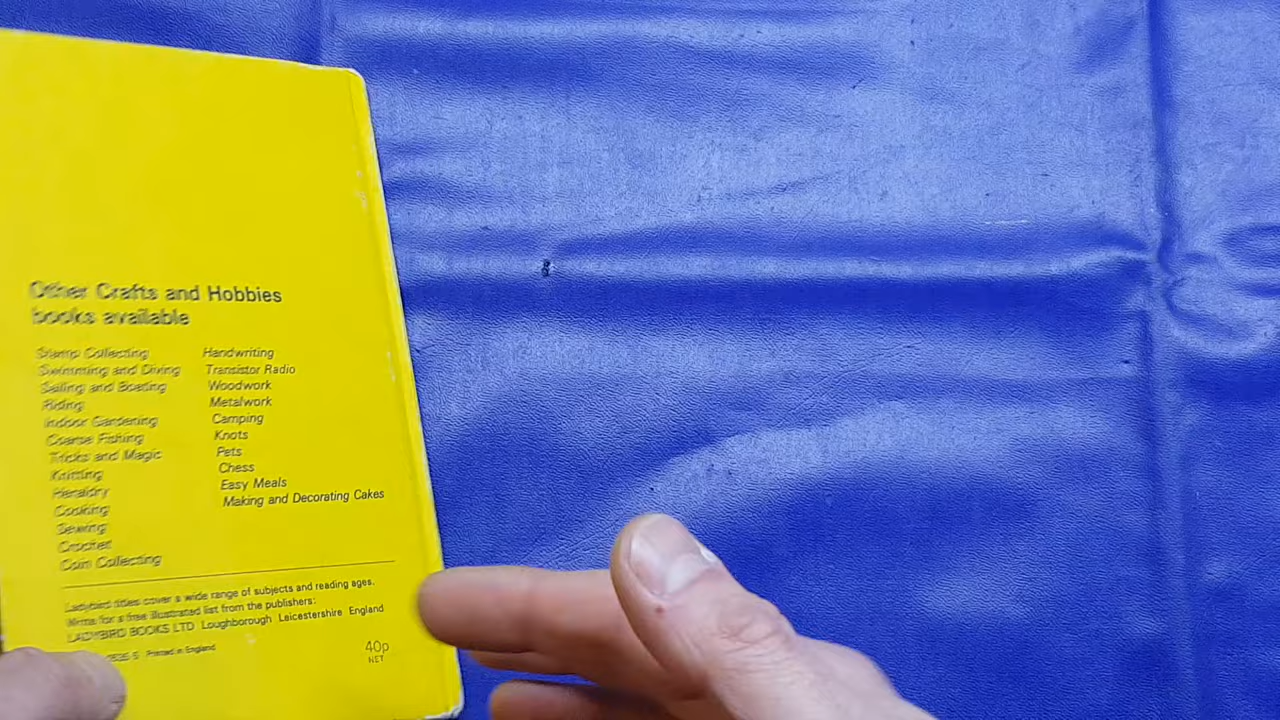 Other Crafts and Hobbies
books available
Stamp Collecting
Swimming and Diving
Sailing and Boating
Riding
Indoor Gardening
Coarse Fishing
Tricks and Magic
Knitting
Heraldry
Cooking
Sewing
Crochet
Coin Collecting
Handwriting
Transistor Radio
Woodwork
Metalwork
Camping
Knots
Pets
Chess
Easy Meals
Making and Decorating Cakes
Ladybird titles cover a wide range of subjects and reading ages.
Write for a free illustrated list from the publishers:
LADYBIRD BOOKS LTD Loughborough Leicestershire England
Printed in England
40p
NET